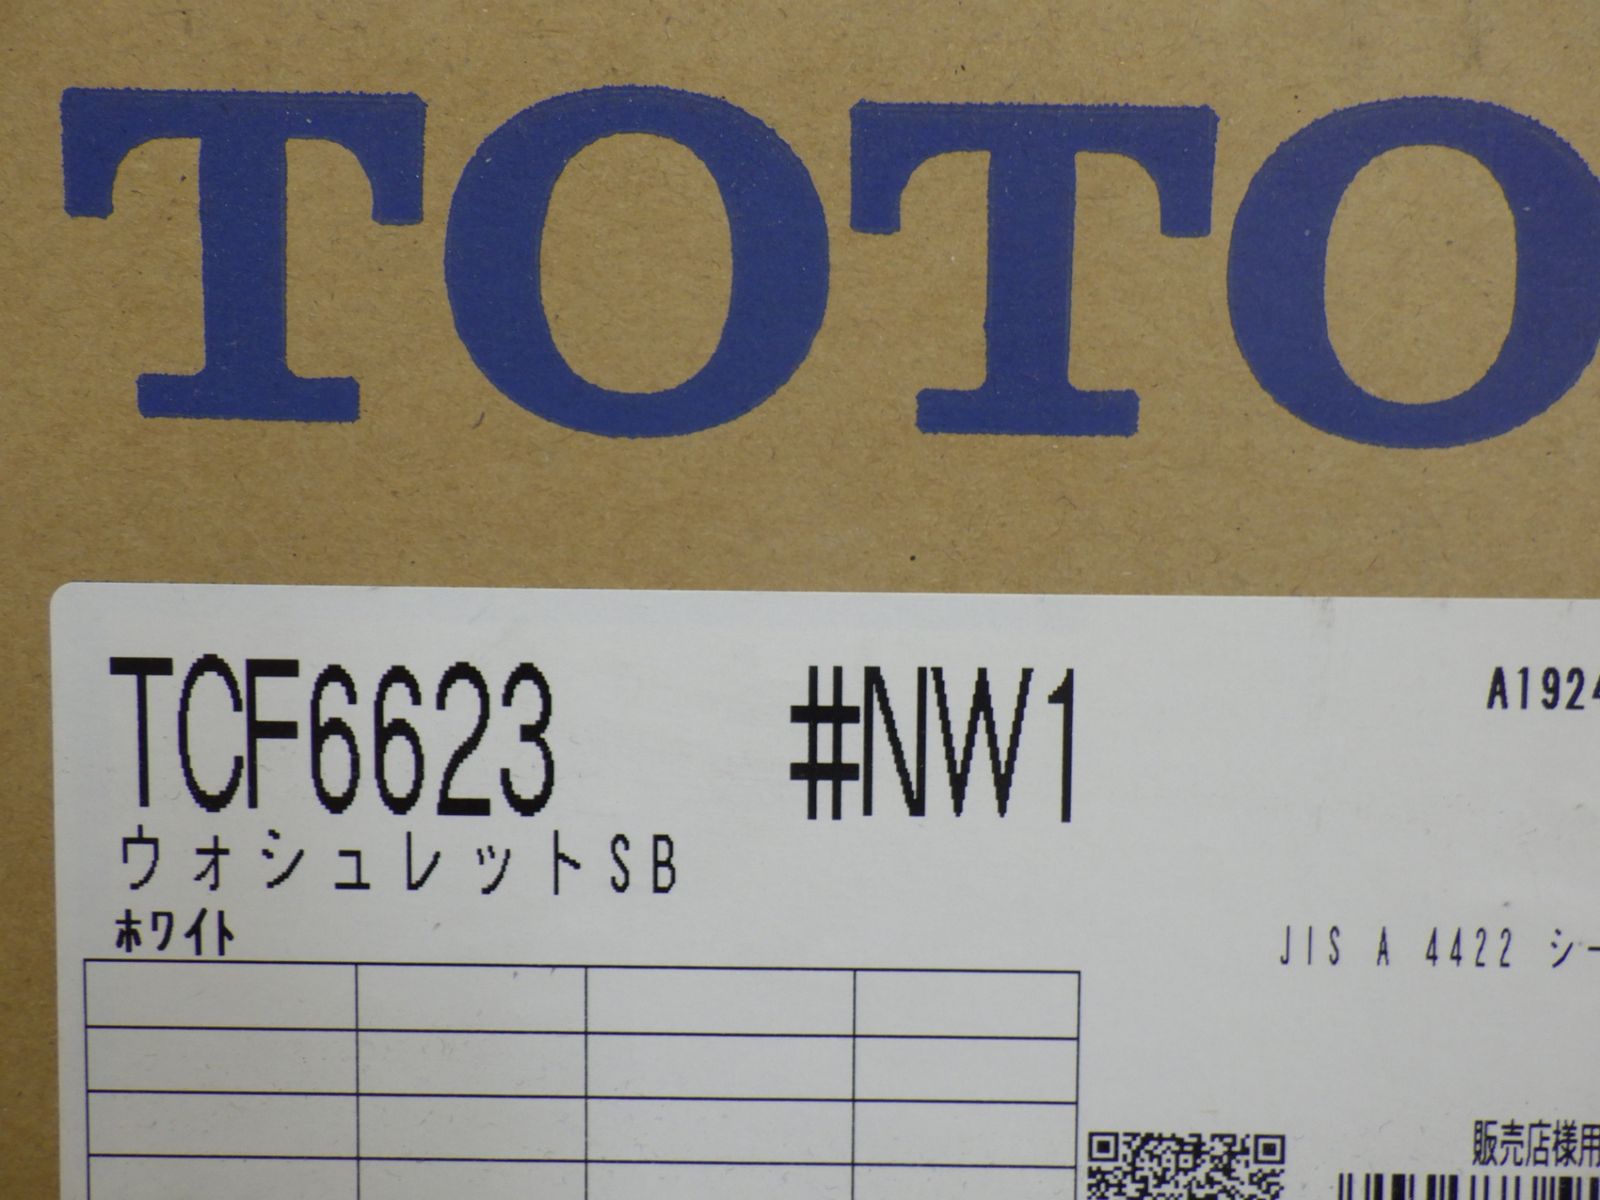 TOTO
TCF6623 #NW1 A1924
ウォシュレットSB
ホワイト
JIS A 4422 シー
販売店様用